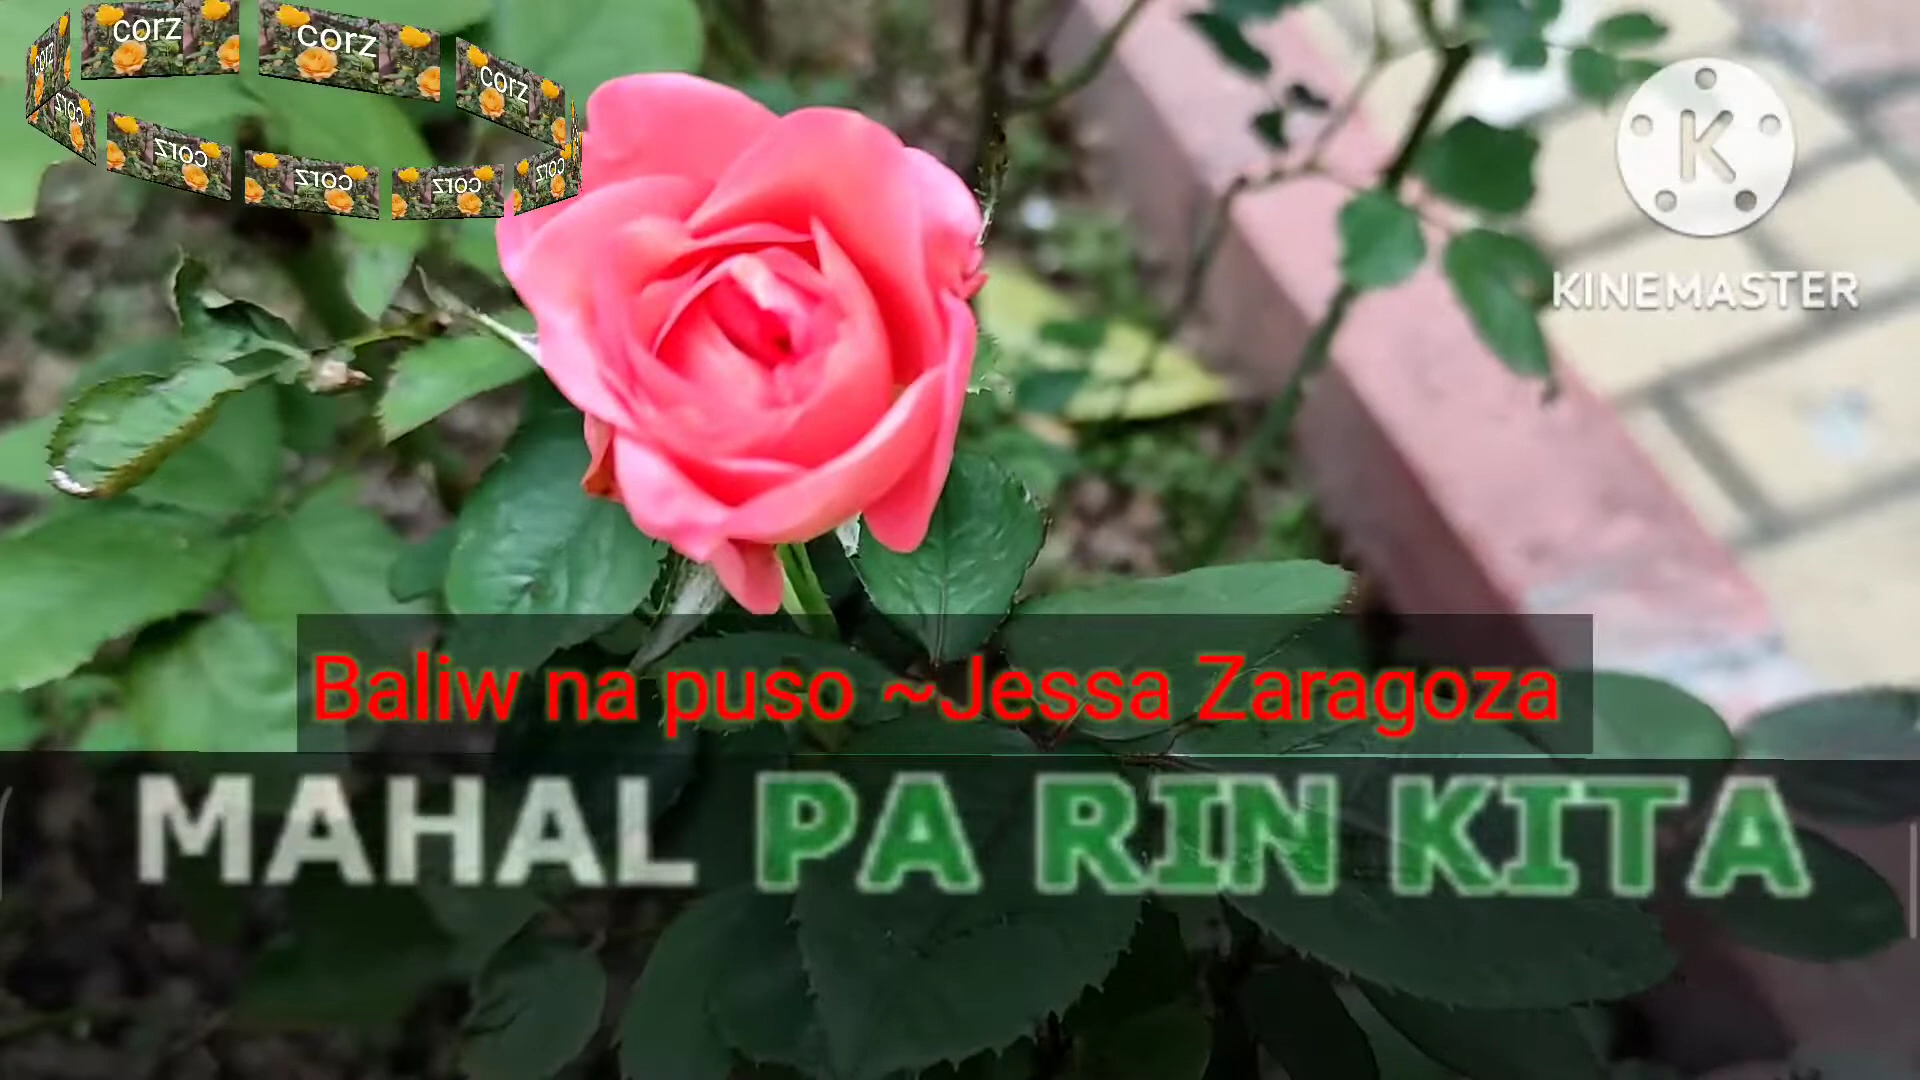 corz corz corz corz
corz corz corz corz corz
K
KINEMASTER
Baliw na puso ~Jessa Zaragoza
MAHAL PA RIN KITA